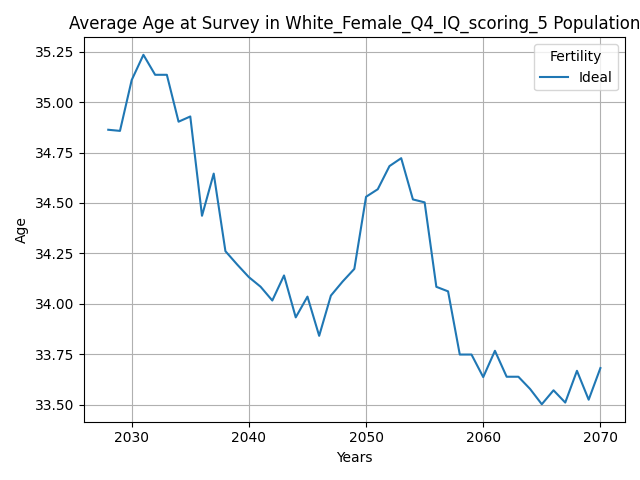 Average Age at Survey in White_Female_Q4_IQ_scoring_5 Population
Fertility
Ideal
35.25
35.00
34.75
34.50
34.25
34.00
33.75
33.50
Age
2030 2040 2050 2060 2070
Years